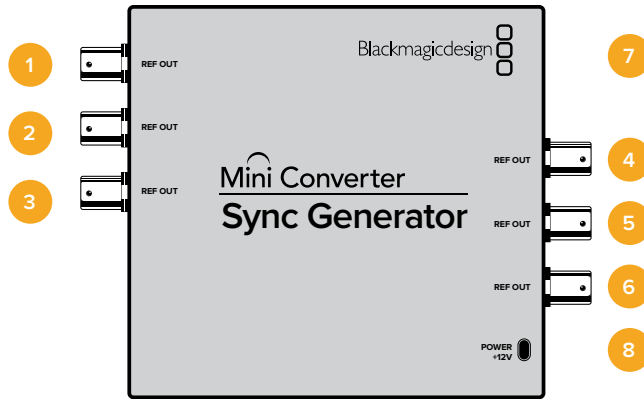 Blackmagicdesign
1
REF OUT
7
2
REF OUT
REF OUT
4
3
REF OUT
Mini Converter
Sync Generator
REF OUT
5
REF OUT
6
POWER
+12V
8